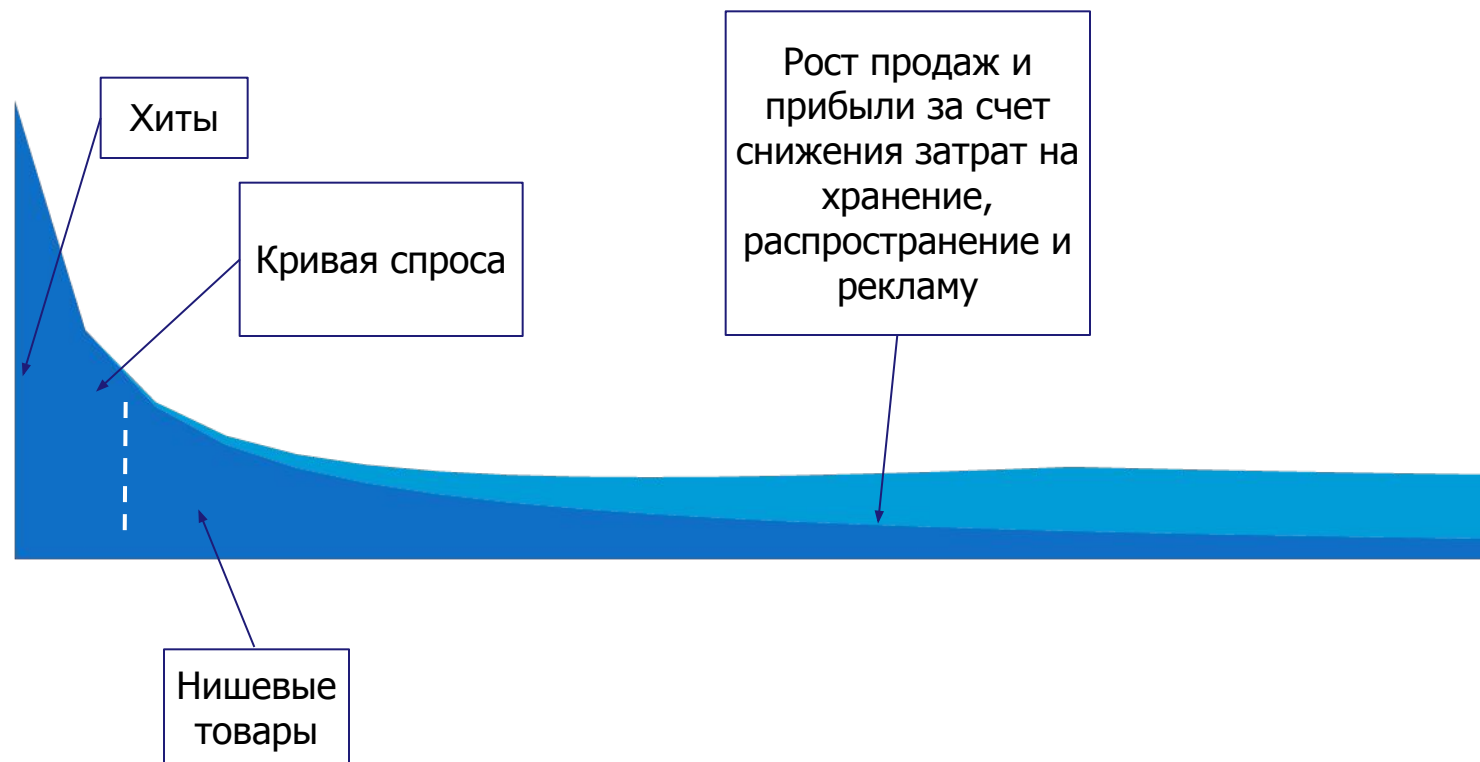 Хиты
Кривая спроса
Рост продаж и
прибыли за счет
снижения затрат на
хранение,
распространение и
рекламу
Нишевые
товары